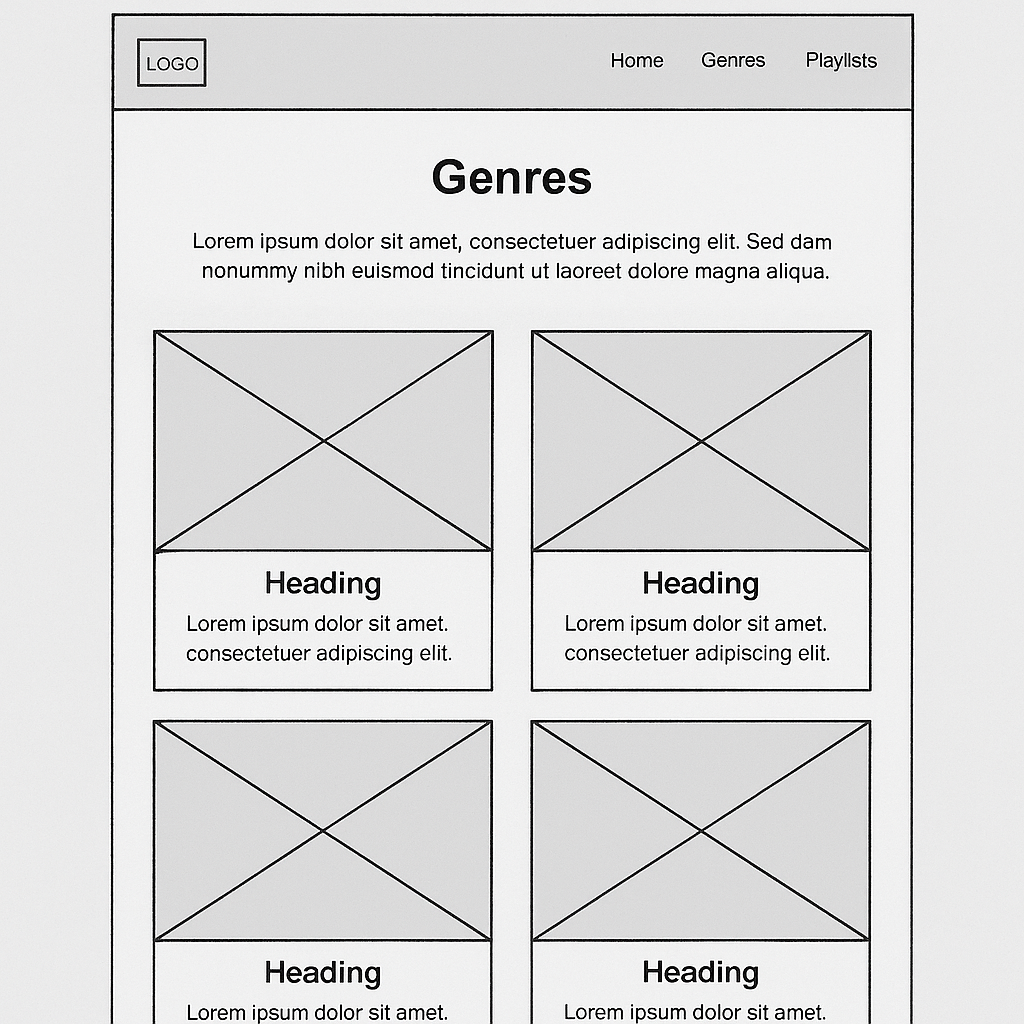 LOGO
Home Genres Playllsts
Genres
Lorem ipsum dolor sit amet, consectetuer adipiscing elit. Sed dam
nonummy nibh euismod tincidunt ut laoreet dolore magna aliqua.
Heading
Lorem ipsum dolor sit amet.
consectetuer adipiscing elit.
Heading
Lorem ipsum dolor sit amet.
consectetuer adipiscing elit.
Heading
Lorem ipsum dolor sit amet.
Heading
Lorem ipsum dolor sit amet.